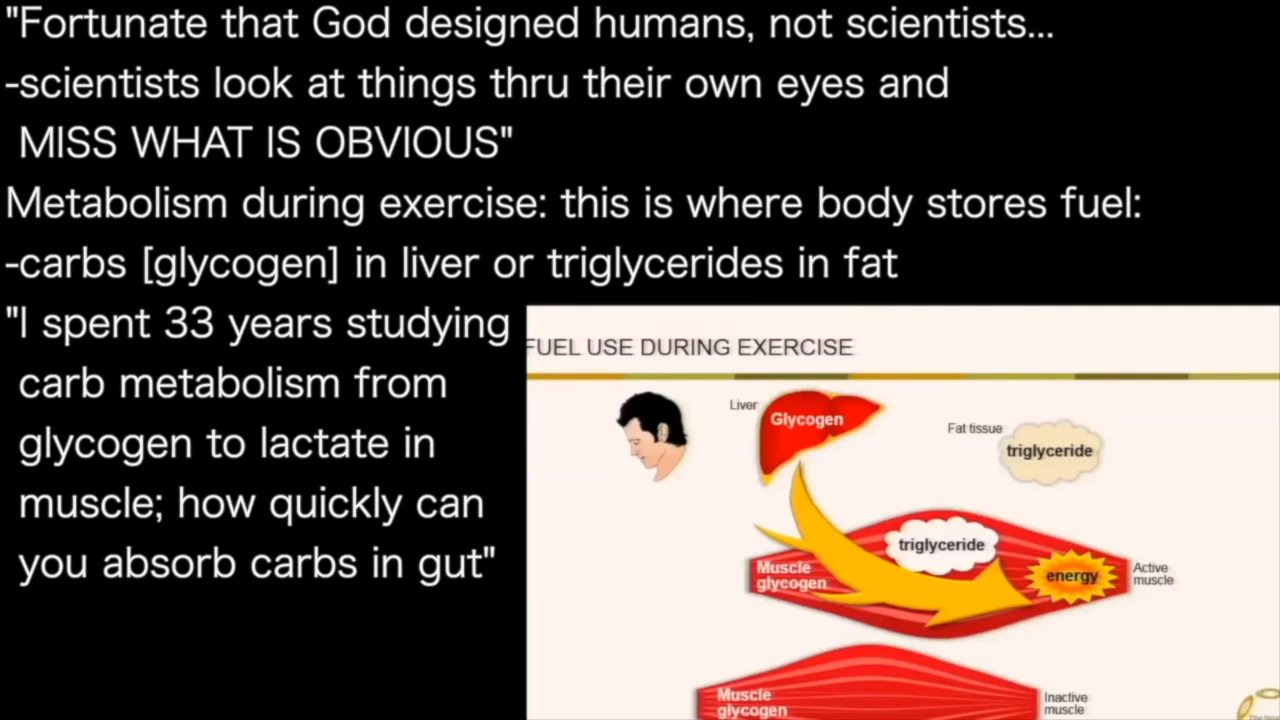 "Fortunate that God designed humans, not scientists...
-scientists look at things thru their own eyes and
MISS WHAT IS OBVIOUS"
Metabolism during exercise: this is where body stores fuel:
-carbs [glycogen] in liver or triglycerides in fat
"I spent 33 years studying
carb metabolism from
glycogen to lactate in
muscle; how quickly can
you absorb carbs in gut"
FUEL USE DURING EXERCISE
Liver
Glycogen
Fat tissue
triglyceride
triglyceride
Muscle
glycogen
energy
Active
muscle
Muscle
glycogen
Inactive
muscle